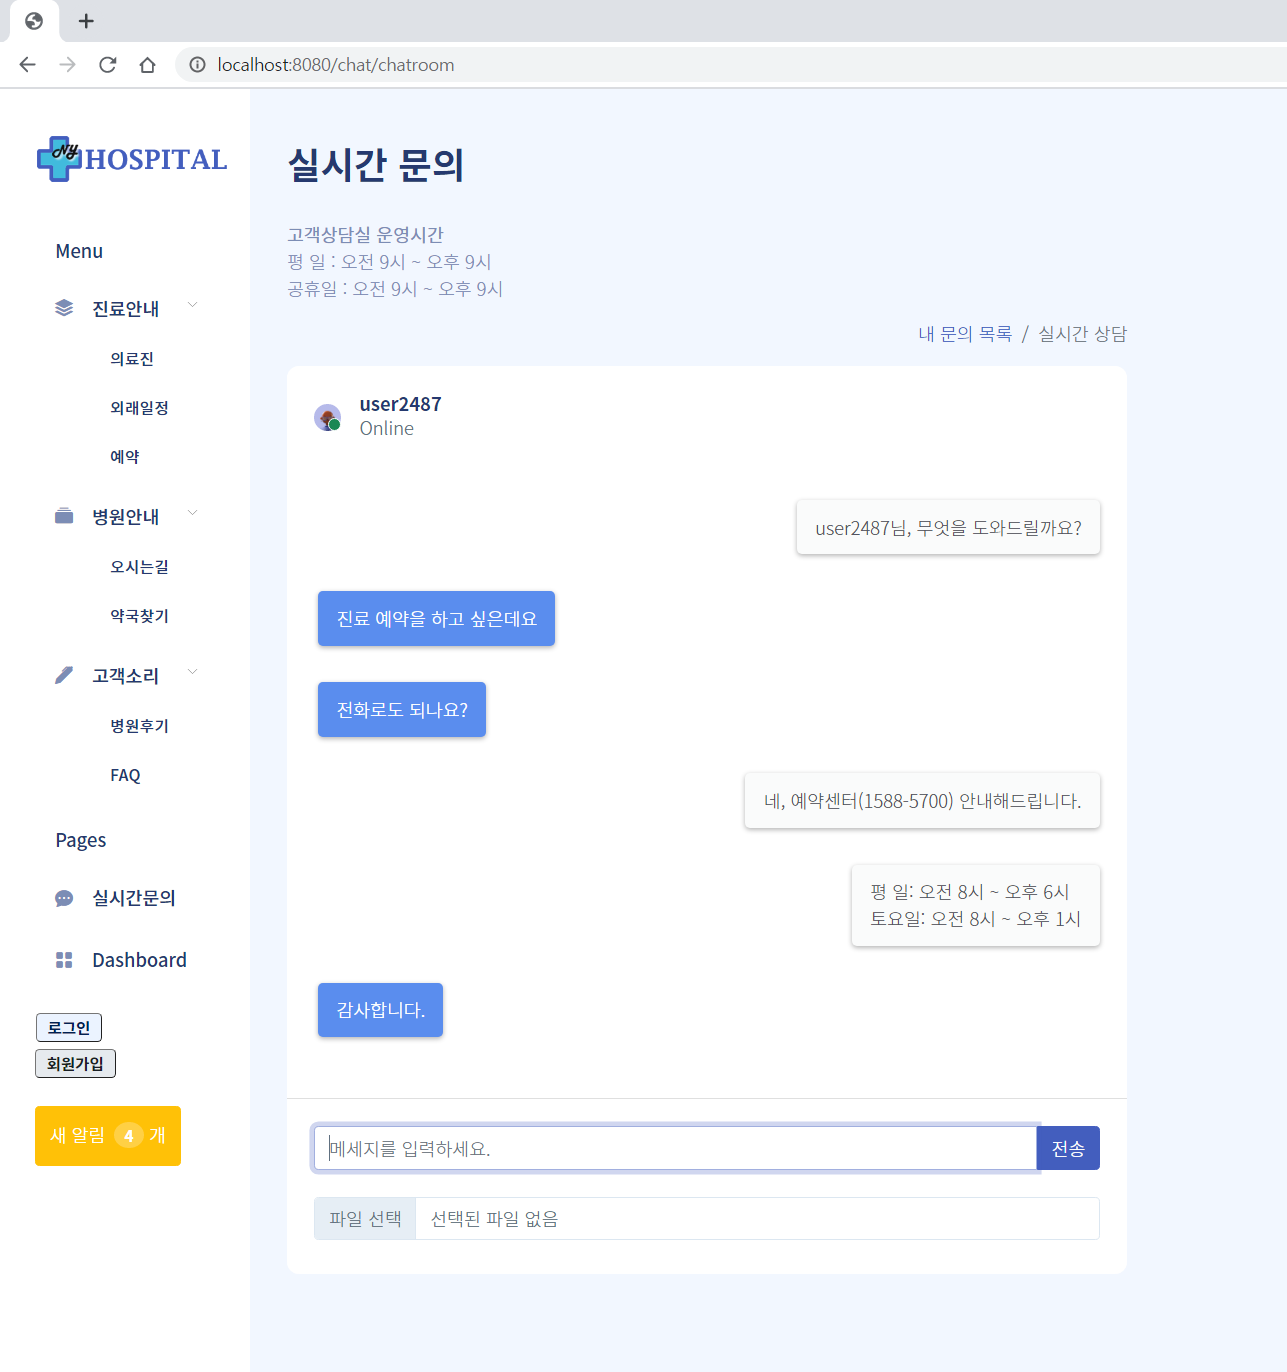 localhost:8080/chat/chatroom
Ny HOSPITAL
Menu
진료안내
의료진
외래일정
예약
병원안내
오시는길
약국찾기
고객소리
병원후기
FAQ
Pages
실시간문의
Dashboard
로그인
회원가입
새 알림 4 개
실시간 문의
고객상담실 운영시간
평 일 : 오전 9시 ~ 오후 9시
공휴일 : 오전 9시 ~ 오후 9시
내 문의 목록 / 실시간 상담
user2487
Online
user2487님, 무엇을 도와드릴까요?
진료 예약을 하고 싶은데요
전화로도 되나요?
네, 예약센터(1588-5700) 안내해드립니다.
평 일: 오전 8시 ~ 오후 6시
토요일: 오전 8시 ~ 오후 1시
감사합니다.
메세지를 입력하세요.
전송
파일 선택 선택된 파일 없음